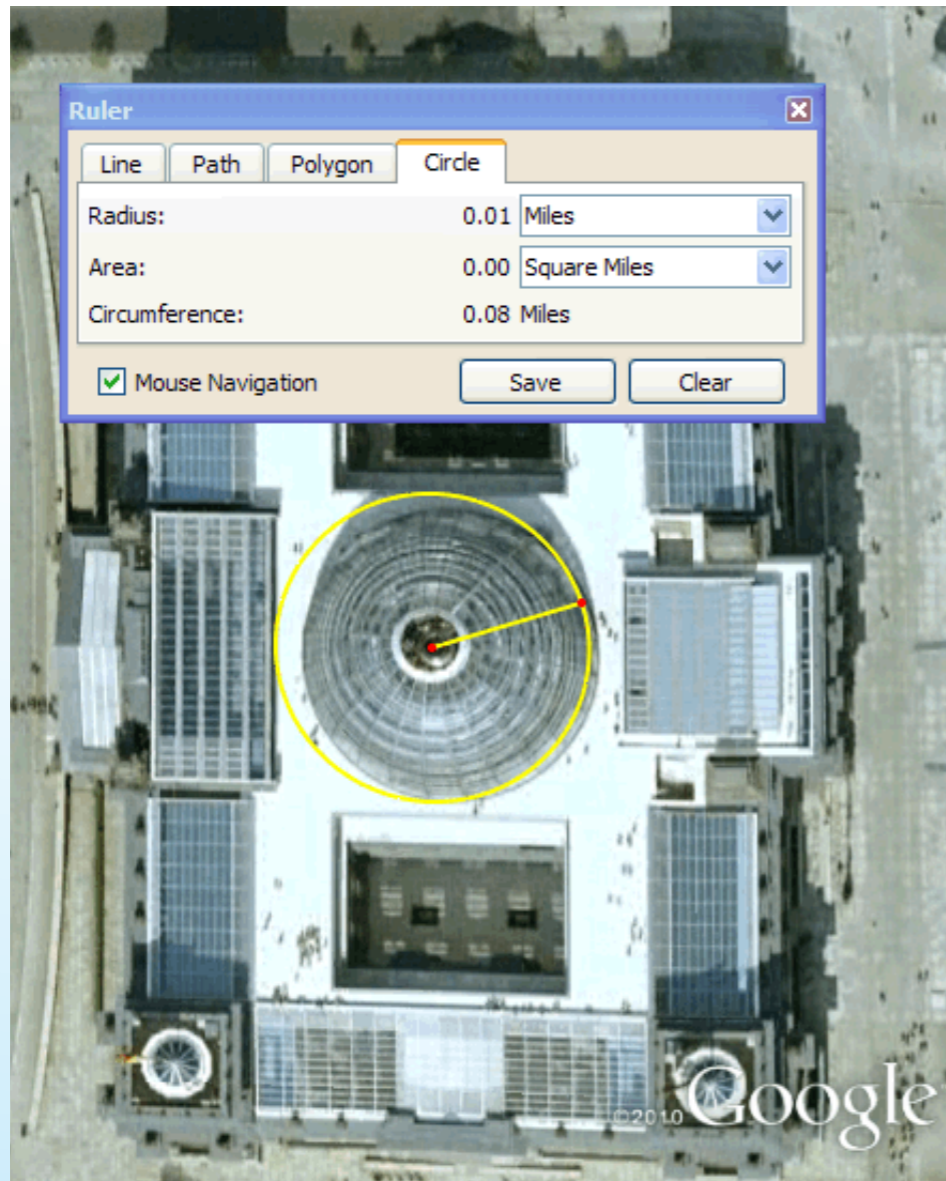 Ruler
Line Path Polygon Circle
Radius: 0.01 Miles
Area: 0.00 Square Miles
Circumference: 0.08 Miles
Mouse Navigation Save Clear
©2010 Google